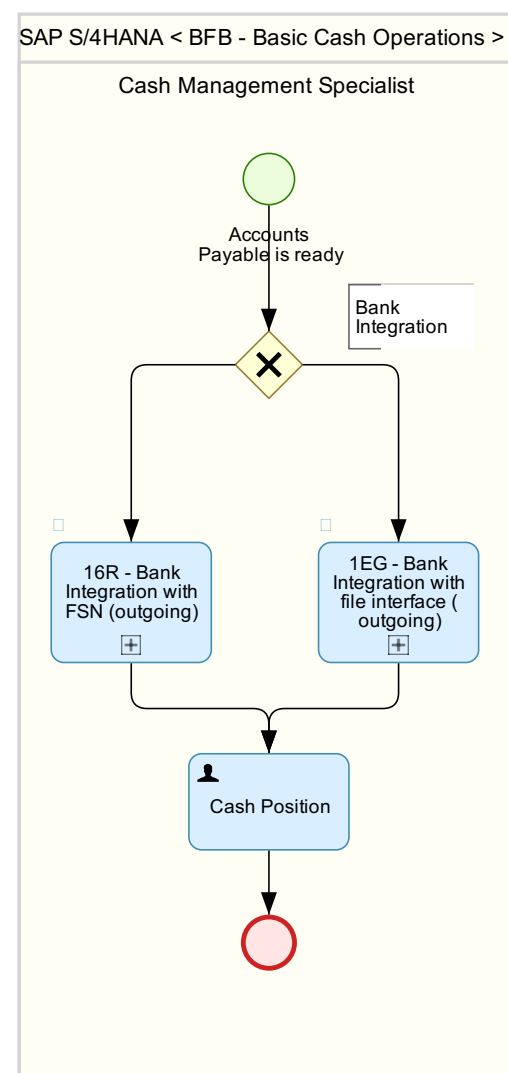 SAP S/4HANA < BFB - Basic Cash Operations >
Cash Management Specialist
Accounts
Payable is ready
Bank
Integration
16R - Bank
Integration with
FSN (outgoing)
1EG - Bank
Integration with
file interface (
outgoing)
Cash Position